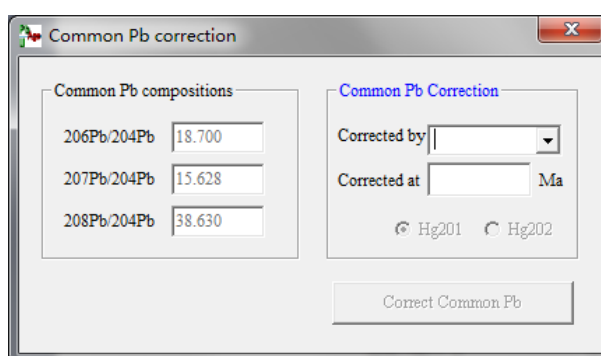 Common Pb correction
Common Pb compositions
206Pb/204Pb 18.700
207Pb/204Pb 15.628
208Pb/204Pb 38.630
Common Pb Correction
Corrected by
Corrected at Ma
Hg201 Hg202
Correct Common Pb